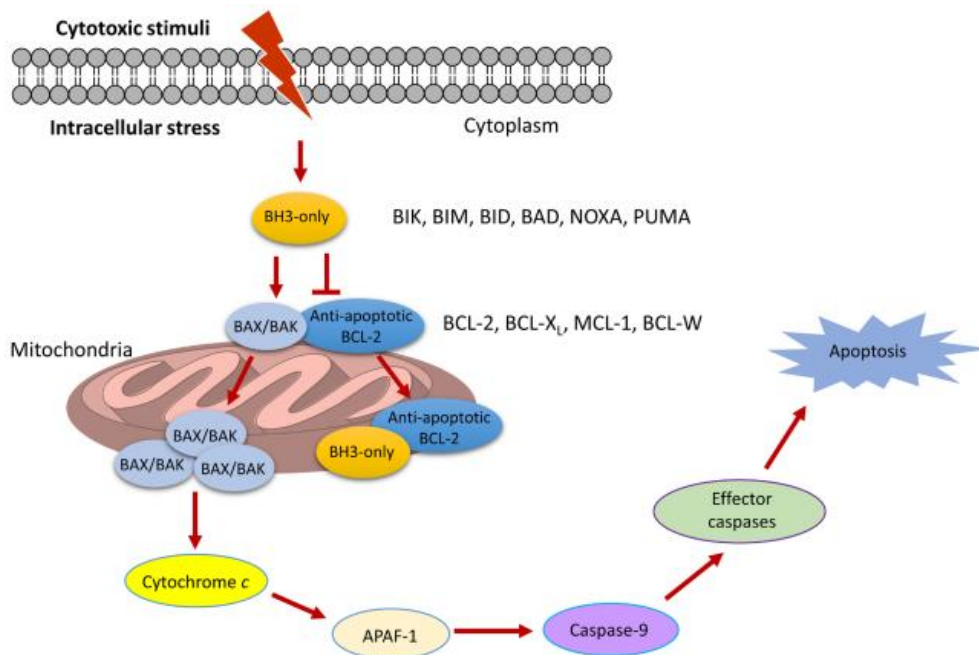 Cytotoxic stimuli
Intracellular stress
Cytoplasm
BH3-only
BIK, BIM, BID, BAD, NOXA, PUMA
BAX/BAK
Anti-apoptotic
BCL-2
BCL-2, BCL-XL, MCL-1, BCL-W
Mitochondria
Apoptosis
BAX/BAK
BAX/BAK
BAX/BAK
Anti-apoptotic
BCL-2
BH3-only
Effector
caspases
Cytochrome c
APAF-1
Caspase-9